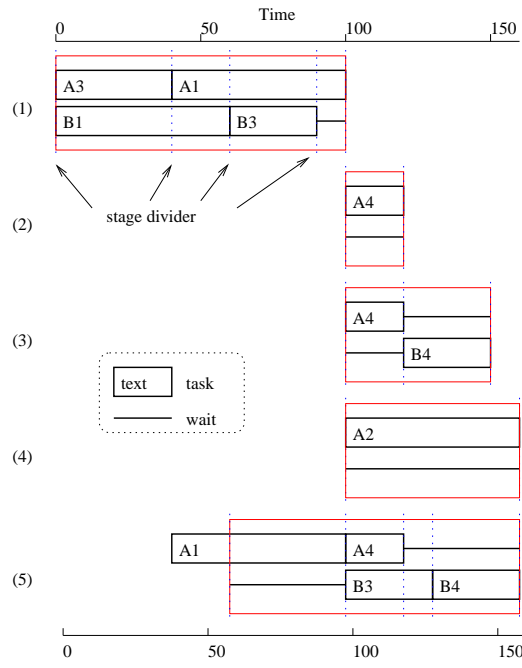 Time
0 50 100 150
A3 A1
(1)
B1 B3
stage divider
A4
(2)
A4
(3)
B4
text task
wait
A2
(4)
A1 A4
(5)
B3 B4
0 50 100 150